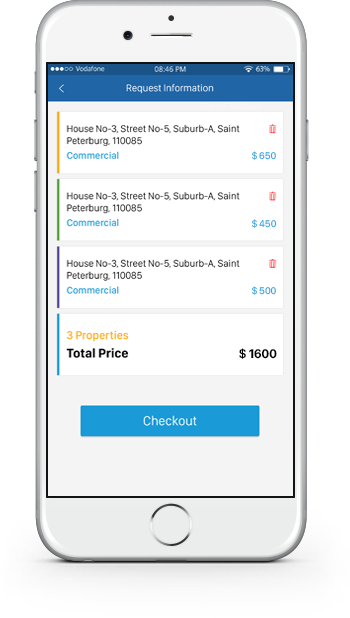 Vodafone 08:46 PM 63%
Request Information
House No-3, Street No-5, Suburb-A, Saint
Peterburg, 110085
Commercial $ 650
House No-3, Street No-5, Suburb-A, Saint
Peterburg, 110085
Commercial $ 450
House No-3, Street No-5, Suburb-A, Saint
Peterburg, 110085
Commercial $ 500
3 Properties
Total Price $ 1600
Checkout